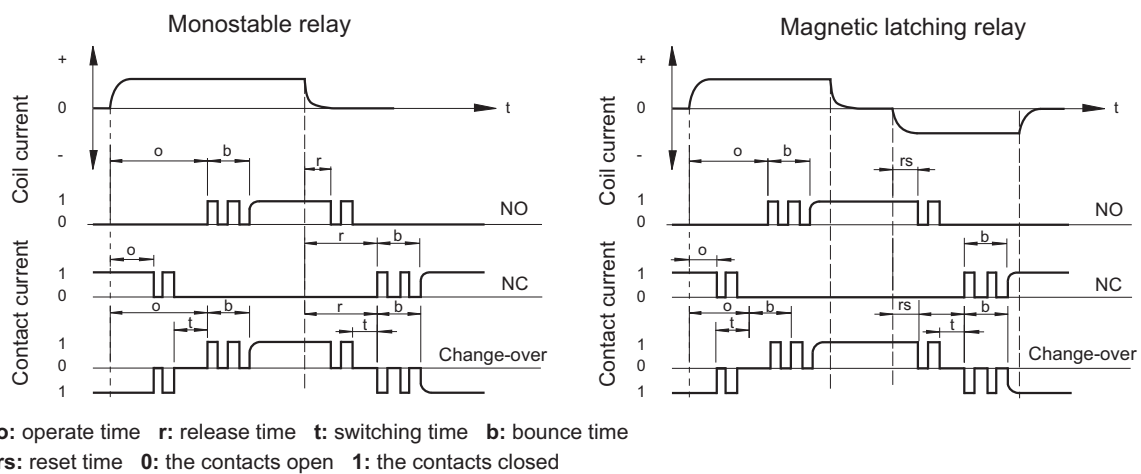 Monostable relay
Magnetic latching relay
Coil current
+
0
-
t
o
b
r
1
0
NO
r
b
Contact current
o
1
0
NC
o
b
r
b
t
t
1
0
1
Change-over
Coil current
+
0
-
t
o
b
rs
1
0
NO
b
Contact current
o
1
0
NC
o
b
rs
b
t
t
1
0
1
Change-over
o: operate time r: release time t: switching time b: bounce time
rs: reset time 0: the contacts open 1: the contacts closed